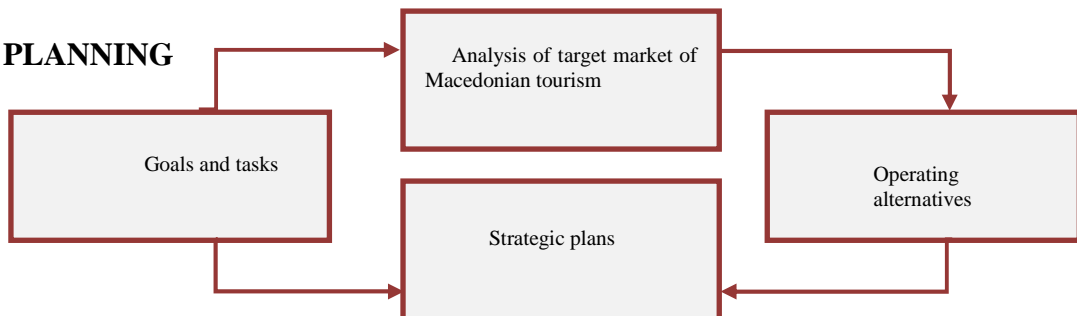 PLANNING
Analysis of target market of
Macedonian tourism
Goals and tasks
Operating
alternatives
Strategic plans